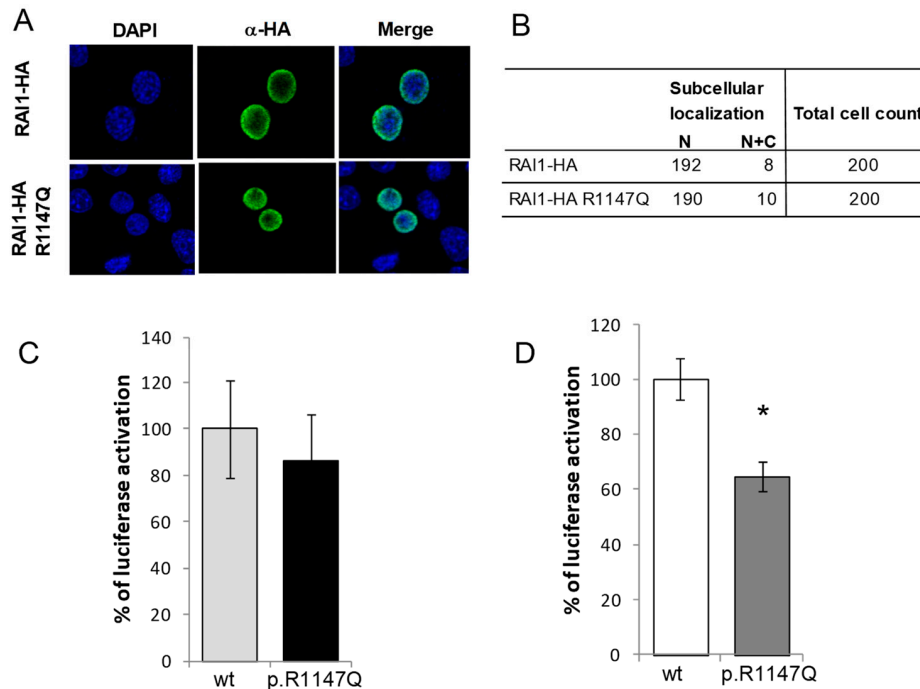 A
DAPI α-HA Merge
RAI1-HA
RAI1-HA
R1147Q
B
Subcellular
localization Total cell count
N N+C
RAI1-HA 192 8 200
RAI1-HA R1147Q 190 10 200
C
% of luciferase activation
140
120
100
80
60
40
20
0
wt p.R1147Q
D
% of luciferase activation
120
100
80
60
40
20
0
*
wt p.R1147Q